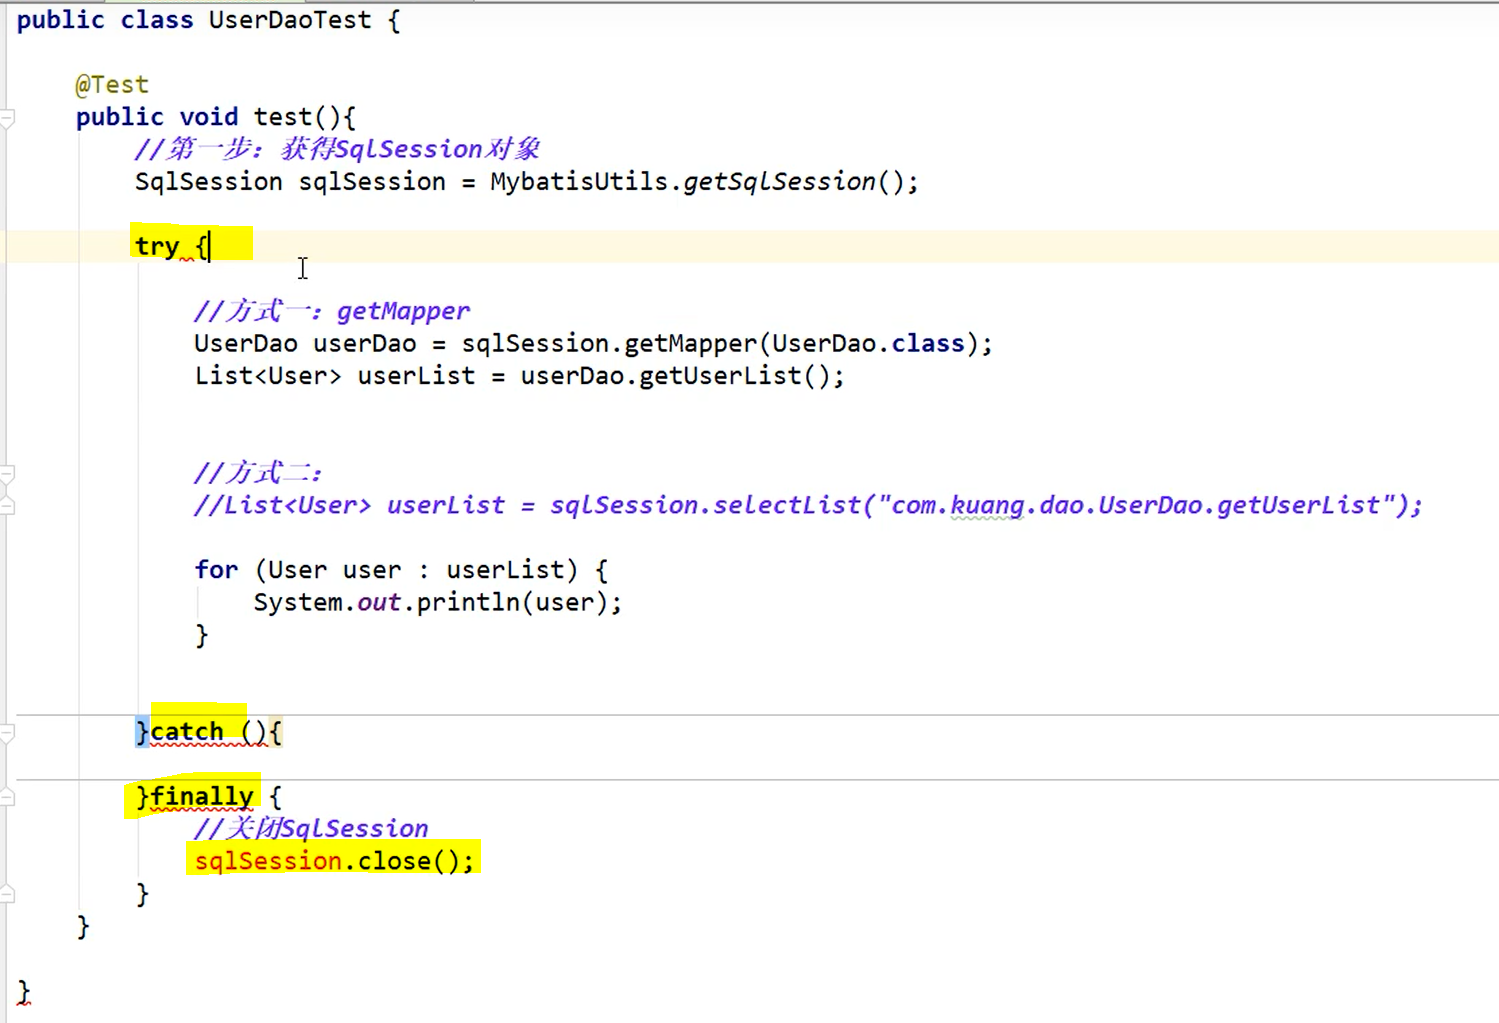 public class UserDaoTest {
@Test
public void test(){
//第一步：获得SqlSession对象
SqlSession sqlSession = MybatisUtils.getSqlSession();
try {
//方式一：getMapper
UserDao userDao = sqlSession.getMapper(UserDao.class);
List<User> userList = userDao.getUserList();
//方式二：
//List<User> userList = sqlSession.selectList("com.kuang.dao.UserDao.getUserList");
for (User user : userList) {
System.out.println(user);
}
}catch (){
}finally {
//关闭SqlSession
sqlSession.close();
}
}
}